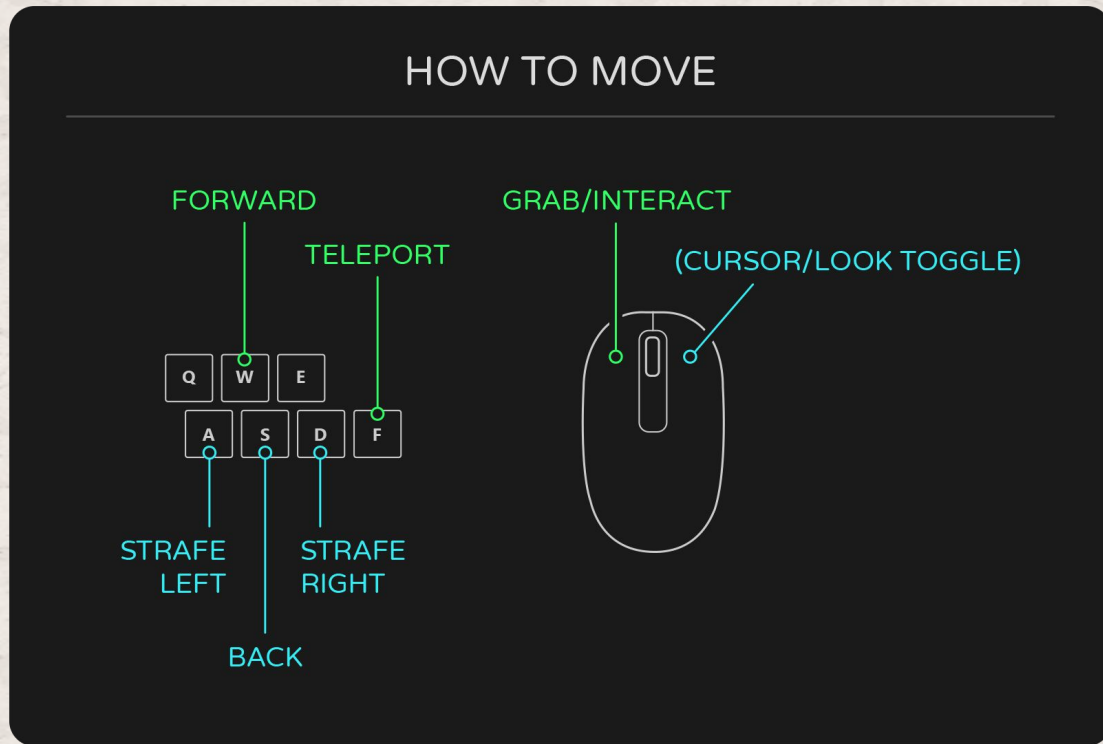 HOW TO MOVE
FORWARD
TELEPORT
Q W E
A S D F
STRAFE
LEFT
STRAFE
RIGHT
BACK
GRAB/INTERACT
(CURSOR/LOOK TOGGLE)